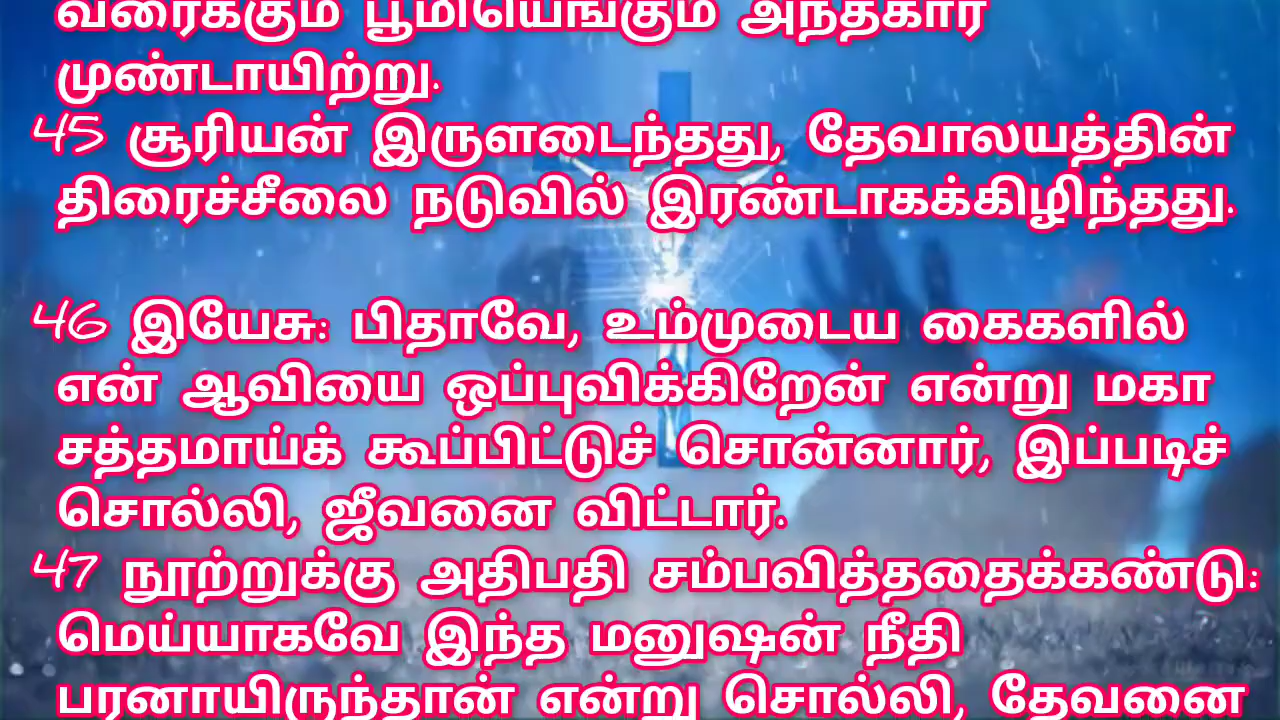 வரைக்கும் பூமியெங்கும் அந்தகார
முண்டாயிற்று.
45 சூரியன் இருளடைந்தது, தேவாலயத்தின்
திரைச்சீலை நடுவில் இரண்டாகக்கிழிந்தது.
46 இயேசு: பிதாவே, உம்முடைய கைகளில்
என் ஆவியை ஒப்புவிக்கிறேன் என்று மகா
சத்தமாய்க் கூப்பிட்டுச் சொன்னார், இப்படிச்
சொல்லி, ஜீவனை விட்டார்.
47 நூற்றுக்கு அதிபதி சம்பவித்ததைக்கண்டு:
மெய்யாகவே இந்த மனுஷன் நீதி
பரனாயிருந்தான் என்று சொல்லி, தேவனை